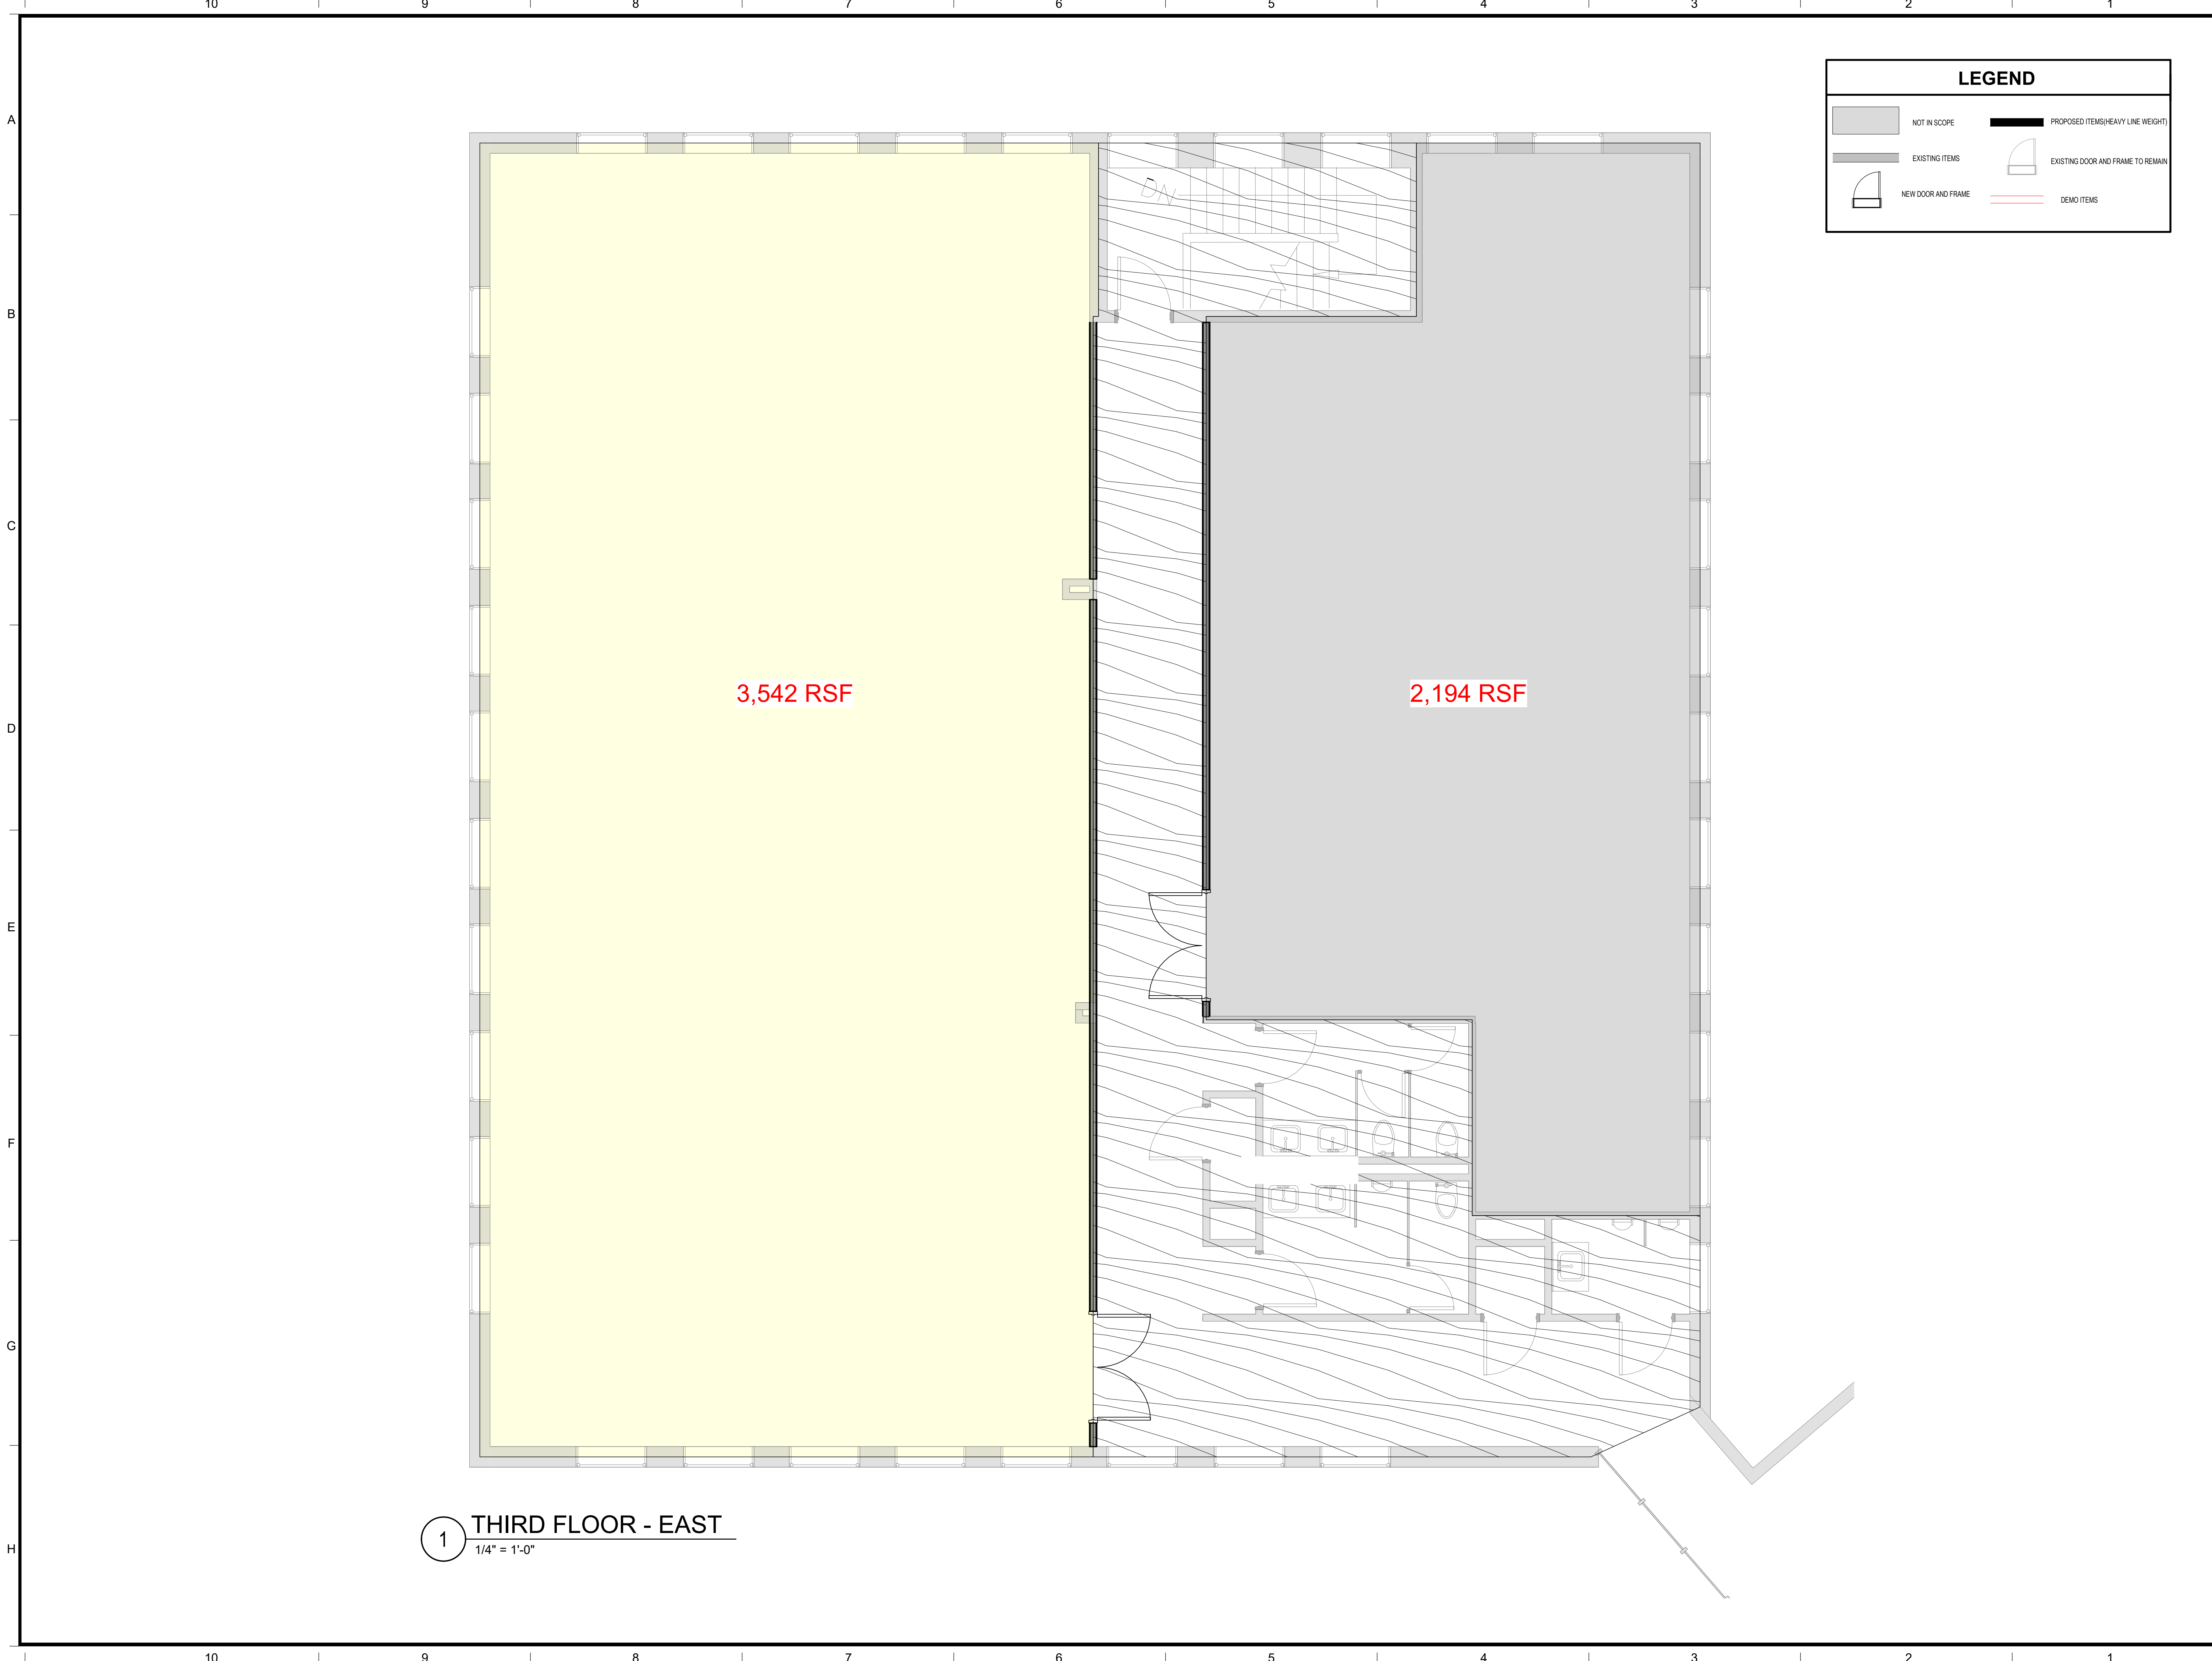 10 9 8 7 6 5 4 3 2 1
LEGEND
A
NOT IN SCOPE
PROPOSED ITEMS(HEAVY LINE WEIGHT)
EXISTING ITEMS
EXISTING DOOR AND FRAME TO REMAIN
NEW DOOR AND FRAME
DEMO ITEMS
DN
B
C
3,542 RSF
2,194 RSF
D
E
F
G
1
THIRD FLOOR - EAST
1/4" = 1'-0"
H
10 9 8 7 6 5 4 3 2 1